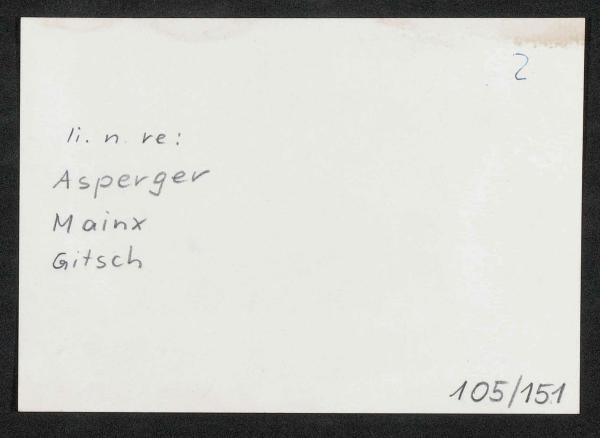 2
li. n. re:
Asperger
Mainx
Gitsch
105/151